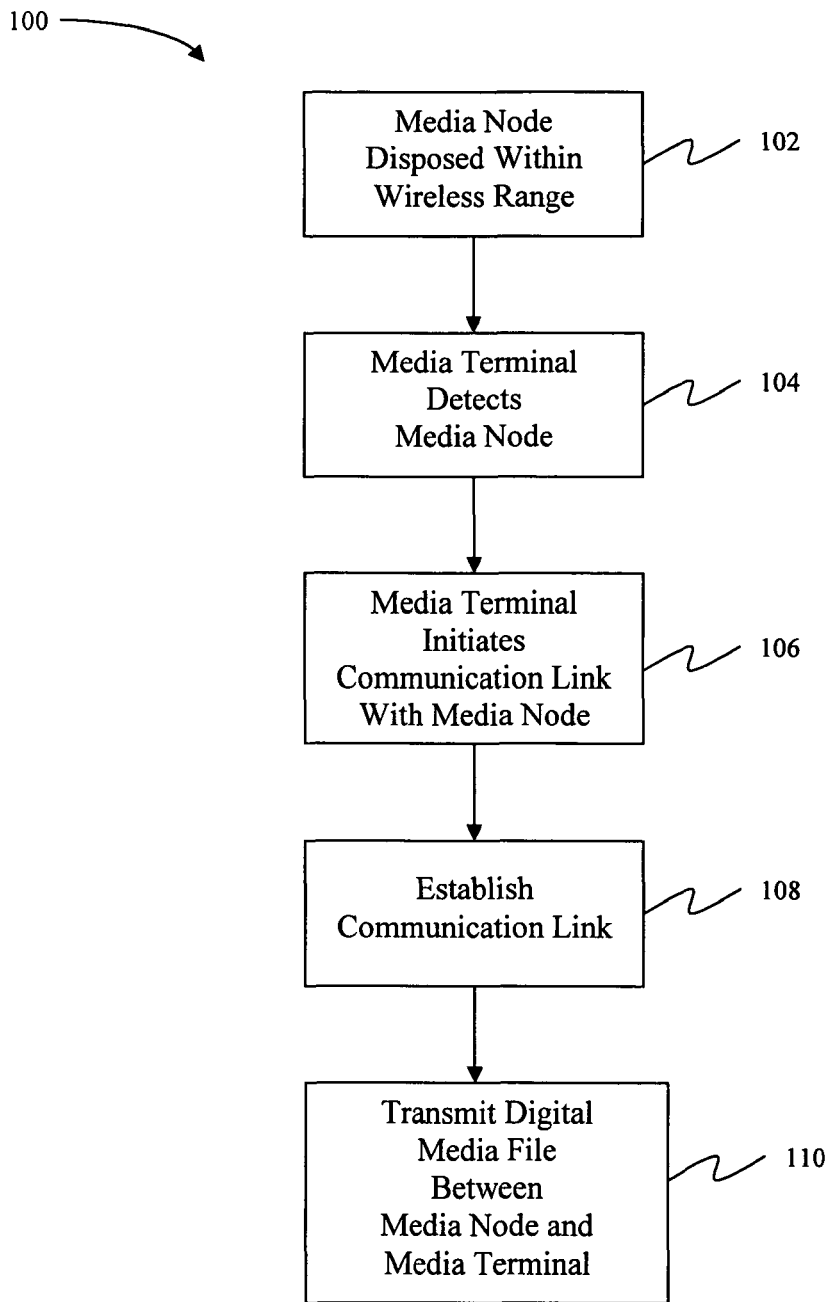 100
Media Node
Disposed Within
Wireless Range
102
Media Terminal
Detects
Media Node
104
Media Terminal
Initiates
Communication Link
With Media Node
106
Establish
Communication Link
108
Transmit Digital
Media File
Between
Media Node and
Media Terminal
110